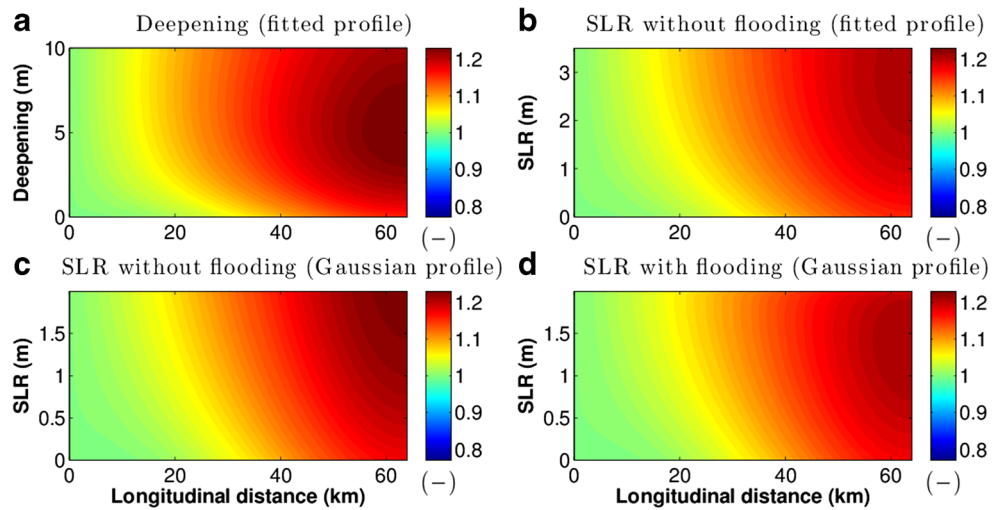 a Deepening (fitted profile)
Deepening (m)
10
5
0
0 20 40 60
1.2
1.1
1
0.9
0.8
(−)
b SLR without flooding (fitted profile)
SLR (m)
3
2
1
0
0 20 40 60
1.2
1.1
1
0.9
0.8
(−)
c SLR without flooding (Gaussian profile)
SLR (m)
1.5
1
0.5
0
0 20 40 60
Longitudinal distance (km)
1.2
1.1
1
0.9
0.8
(−)
d SLR with flooding (Gaussian profile)
SLR (m)
1.5
1
0.5
0
0 20 40 60
Longitudinal distance (km)
1.2
1.1
1
0.9
0.8
(−)